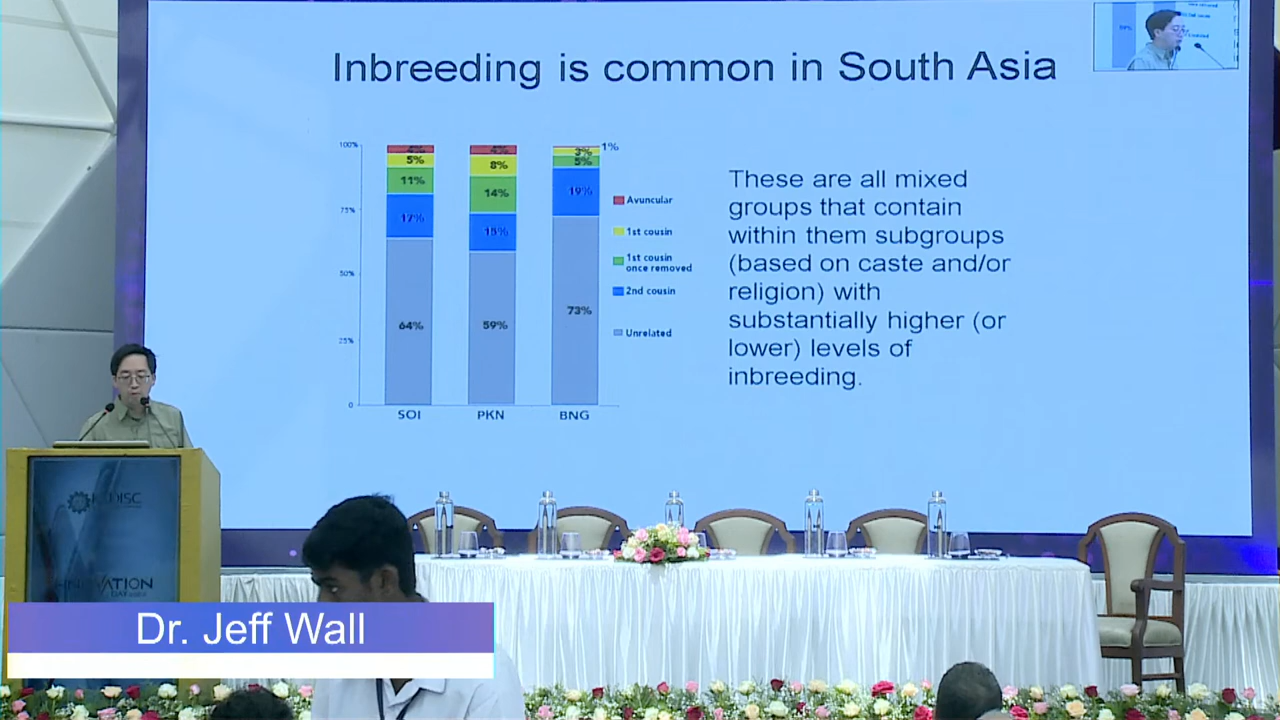 Inbreeding is common in South Asia
100%
75%
50%
25%
0
5%
11%
17%
64%
8%
14%
15%
59%
1%
3%
5%
19%
73%
SOI
PKN
BNG
Avuncular
1st cousin
1st cousin
once removed
2nd cousin
Unrelated
These are all mixed
groups that contain
within them subgroups
(based on caste and/or
religion) with
substantially higher (or
lower) levels of
inbreeding.
DISC
INNOVATION
Dr. Jeff Wall